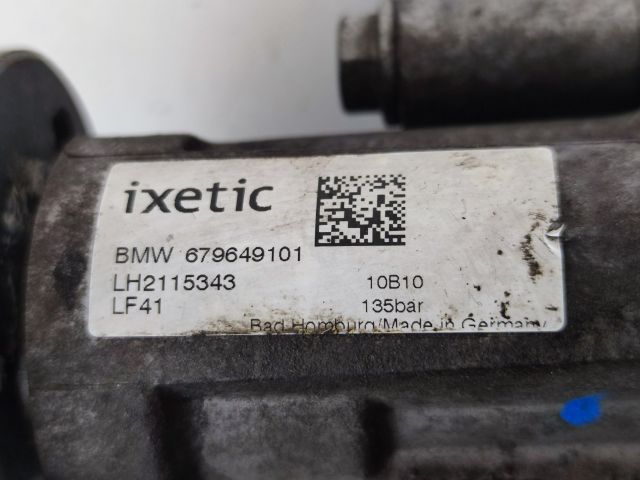 ixetic
BMW 679649101
LH2115343 10B10
LF41 135bar
Bad Homburg/Made in Germany